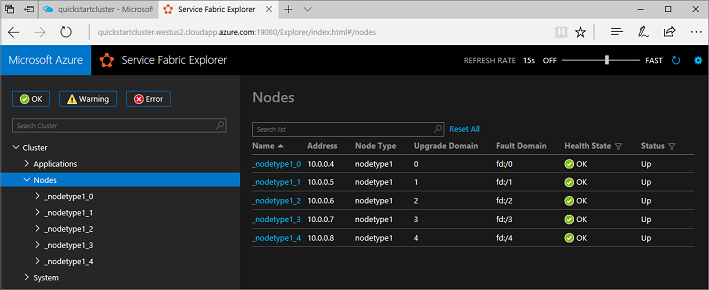 quickstartcluster - Microsof
Service Fabric Explorer
quickstartcluster.westus2.cloudapp.azure.com:19080/Explorer/index.html#/nodes
Microsoft Azure
Service Fabric Explorer
REFRESH RATE 15s OFF FAST
OK
Warning
Error
Search Cluster
Cluster
Applications
Nodes
_nodetype1_0
_nodetype1_1
_nodetype1_2
_nodetype1_3
_nodetype1_4
System
Nodes
Search list
Reset All
Name Address Node Type Upgrade Domain Fault Domain Health State Status
_nodetype1_0 10.0.0.4 nodetype1 0 fd:/0 OK Up
_nodetype1_1 10.0.0.5 nodetype1 1 fd:/1 OK Up
_nodetype1_2 10.0.0.6 nodetype1 2 fd:/2 OK Up
_nodetype1_3 10.0.0.7 nodetype1 3 fd:/3 OK Up
_nodetype1_4 10.0.0.8 nodetype1 4 fd:/4 OK Up